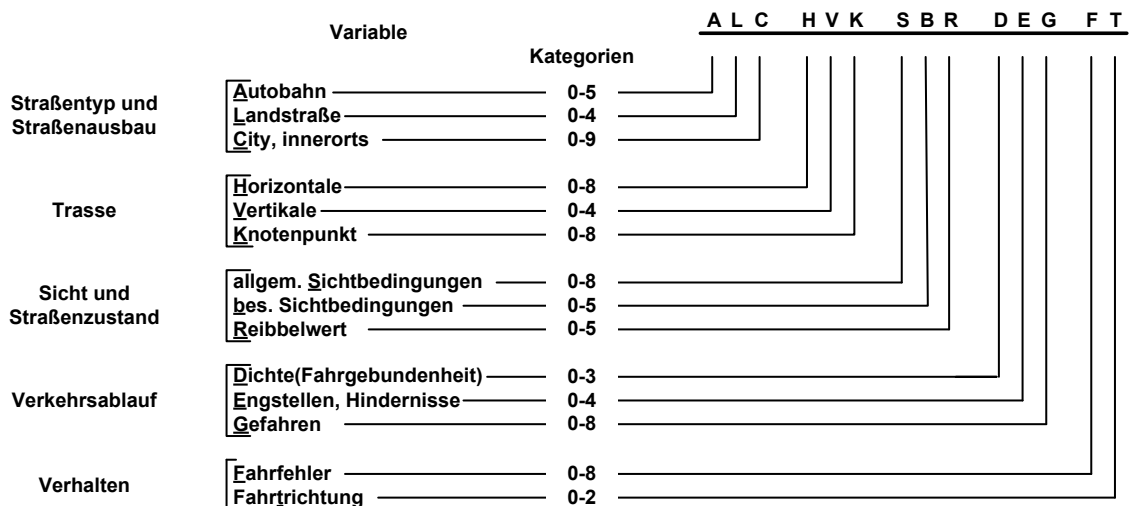 Variable
A L C H V K S B R D E G F T
Kategorien
Straßentyp und
Straßenausbau
Autobahn 0-5
Landstraße 0-4
City, innerorts 0-9
Trasse
Horizontale 0-8
Vertikale 0-4
Knotenpunkt 0-8
Sicht und
Straßenzustand
allgem. Sichtbedingungen 0-8
bes. Sichtbedingungen 0-5
Reibbelwert 0-5
Verkehrsablauf
Dichte(Fahrgebundenheit) 0-3
Engstellen, Hindernisse 0-4
Gefahren 0-8
Verhalten
Fahrfehler 0-8
Fahrtrichtung 0-2